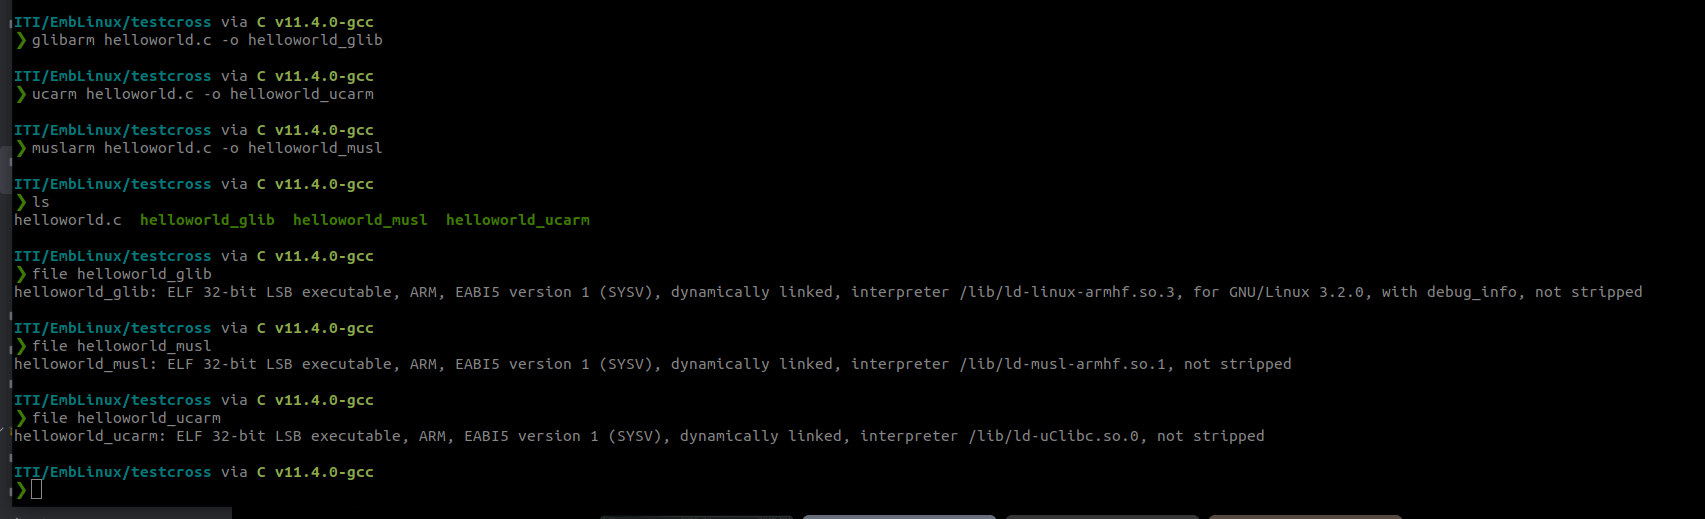 ITI/EmbLinux/testcross via C v11.4.0-gcc
❯ glibarm helloworld.c -o helloworld_glib
ITI/EmbLinux/testcross via C v11.4.0-gcc
❯ ucarm helloworld.c -o helloworld_ucarm
ITI/EmbLinux/testcross via C v11.4.0-gcc
❯ muslarm helloworld.c -o helloworld_musl
ITI/EmbLinux/testcross via C v11.4.0-gcc
❯ ls
helloworld.c helloworld_glib helloworld_musl helloworld_ucarm
ITI/EmbLinux/testcross via C v11.4.0-gcc
❯ file helloworld_glib
helloworld_glib: ELF 32-bit LSB executable, ARM, EABI5 version 1 (SYSV), dynamically linked, interpreter /lib/ld-linux-armhf.so.3, for GNU/Linux 3.2.0, with debug_info, not stripped
ITI/EmbLinux/testcross via C v11.4.0-gcc
❯ file helloworld_musl
helloworld_musl: ELF 32-bit LSB executable, ARM, EABI5 version 1 (SYSV), dynamically linked, interpreter /lib/ld-musl-armhf.so.1, not stripped
ITI/EmbLinux/testcross via C v11.4.0-gcc
❯ file helloworld_ucarm
helloworld_ucarm: ELF 32-bit LSB executable, ARM, EABI5 version 1 (SYSV), dynamically linked, interpreter /lib/ld-uClibc.so.0, not stripped
ITI/EmbLinux/testcross via C v11.4.0-gcc
❯